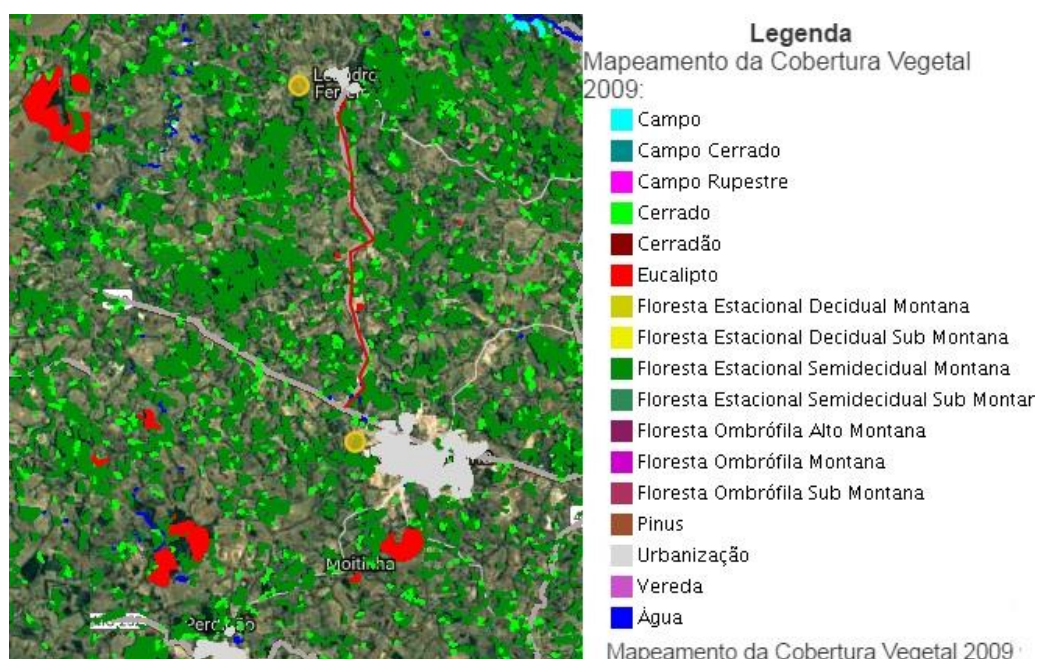 Legenda
Mapeamento da Cobertura Vegetal
2009:
Campo
Campo Cerrado
Campo Rupestre
Cerrado
Cerradão
Eucalipto
Floresta Estacional Decidual Montana
Floresta Estacional Decidual Sub Montana
Floresta Estacional Semidecidual Montana
Floresta Estacional Semidecidual Sub Montar
Floresta Ombrófila Alto Montana
Floresta Ombrófila Montana
Floresta Ombrófila Sub Montana
Pinus
Urbanização
Vereda
Água
Mapeamento da Cobertura Vegetal 2009
Moitinha